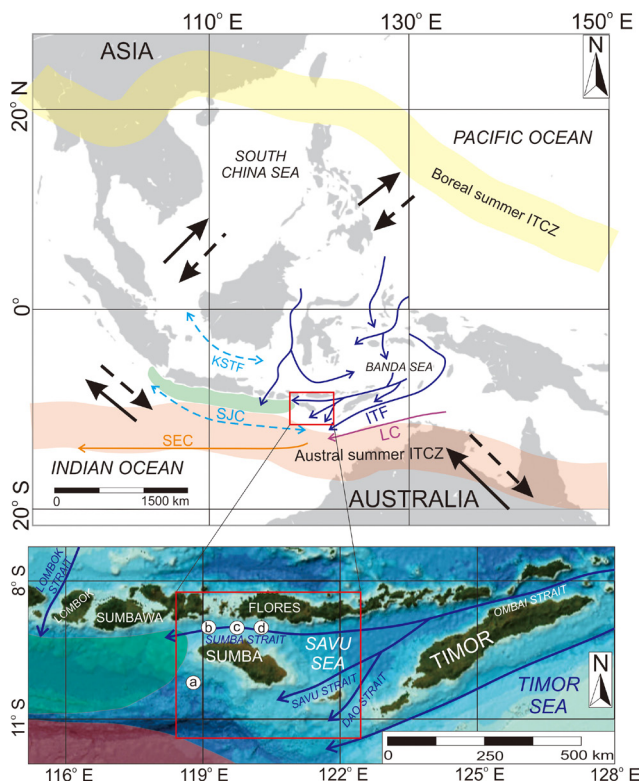 110° E
130° E
150° E
ASIA
N
20° N
PACIFIC OCEAN
SOUTH
CHINA SEA
Boreal summer ITCZ
0°
KSTF
BANDA SEA
SJC
ITF
LC
SEC
Austral summer ITCZ
INDIAN OCEAN
0
1500 km
AUSTRALIA
20° S
8° S
LOMBOK
STRAIT
LOMBOK
SUMBAWA
FLORES
OMBAI STRAIT
b
c
d
SUMBA STRAIT
SAVU
SEA
SUMBA
TIMOR
a
SAVU STRAIT
DAO STRAIT
N
TIMOR
SEA
11° S
0
250
500 km
116° E
119° E
122° E
125° E
128° E